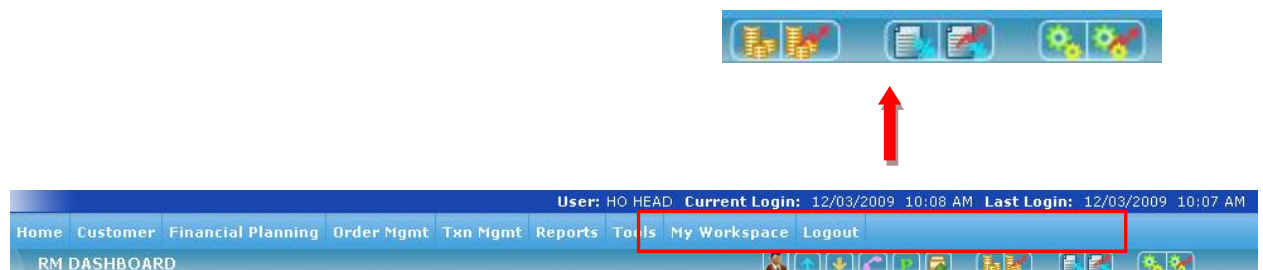 User: HO HEAD Current Login: 12/03/2009 10:08 AM Last Login: 12/03/2009 10:07 AM
Home Customer Financial Planning Order Mgmt Txn Mgmt Reports Tools My Workspace Logout
RM DASHBOARD P